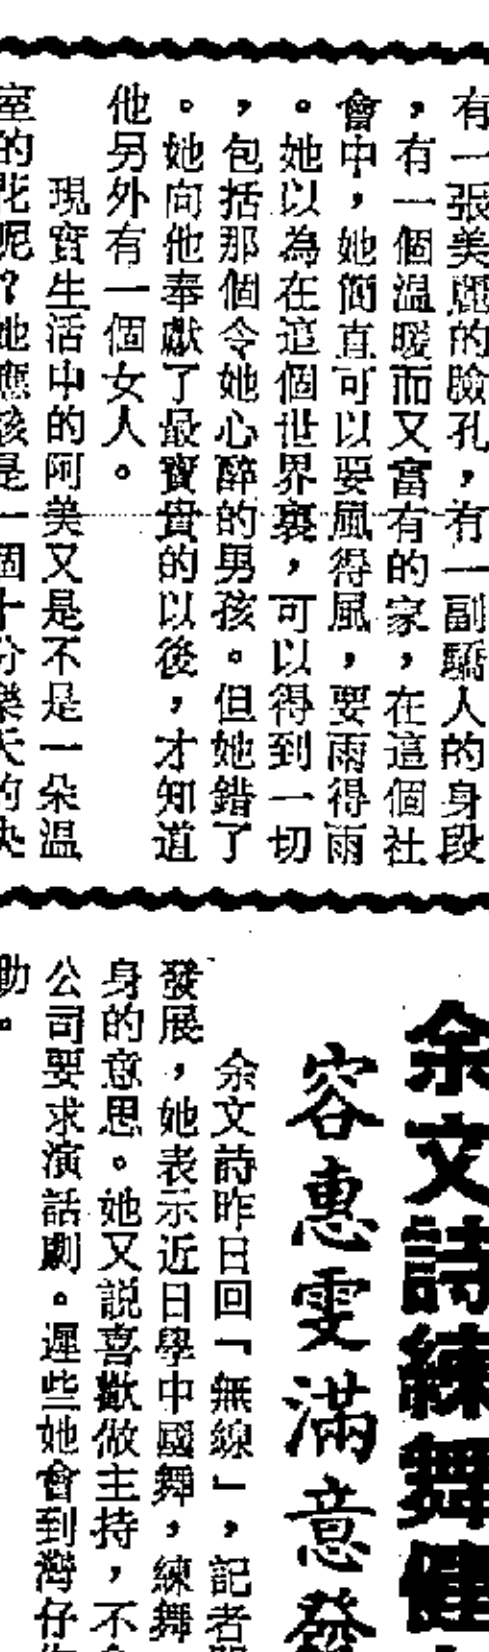 有一張美麗的臉孔，有一副驕人的身段
，有一個温暖而又富有的家，在這個社
會中，她簡直可以要風得風，要雨得雨
。她以為在這個世界裏，可以得到一切
，包括那個令她心醉的男孩。但她錯了
。她向他奉獻了最寶貴的以後，才知道
他另外有一個女人。
現實生活中的阿美又是不是一朵温
室的花呢？她應該是一個十分樂天的快
余文詩練舞健
容惠雯滿意發
余文詩昨日回「無線」，記者
發展，她表示近日學中國舞，練舞
身的意思。她又説喜歡做主持，不
公司要求演話劇。遲些她會到灣仔
助。